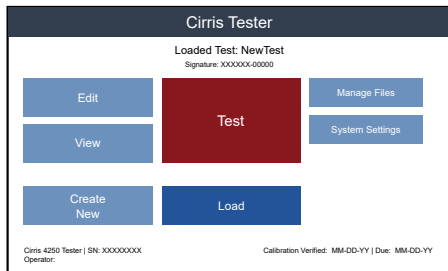 Cirris Tester
Loaded Test: NewTest
Signature: XXXXXX-00000
Edit
Test
Manage Files
View
System Settings
Create
New
Load
Cirris 4250 Tester | SN: XXXXXXXX
Calibration Verified: MM-DD-YY | Due: MM-DD-YY
Operator: